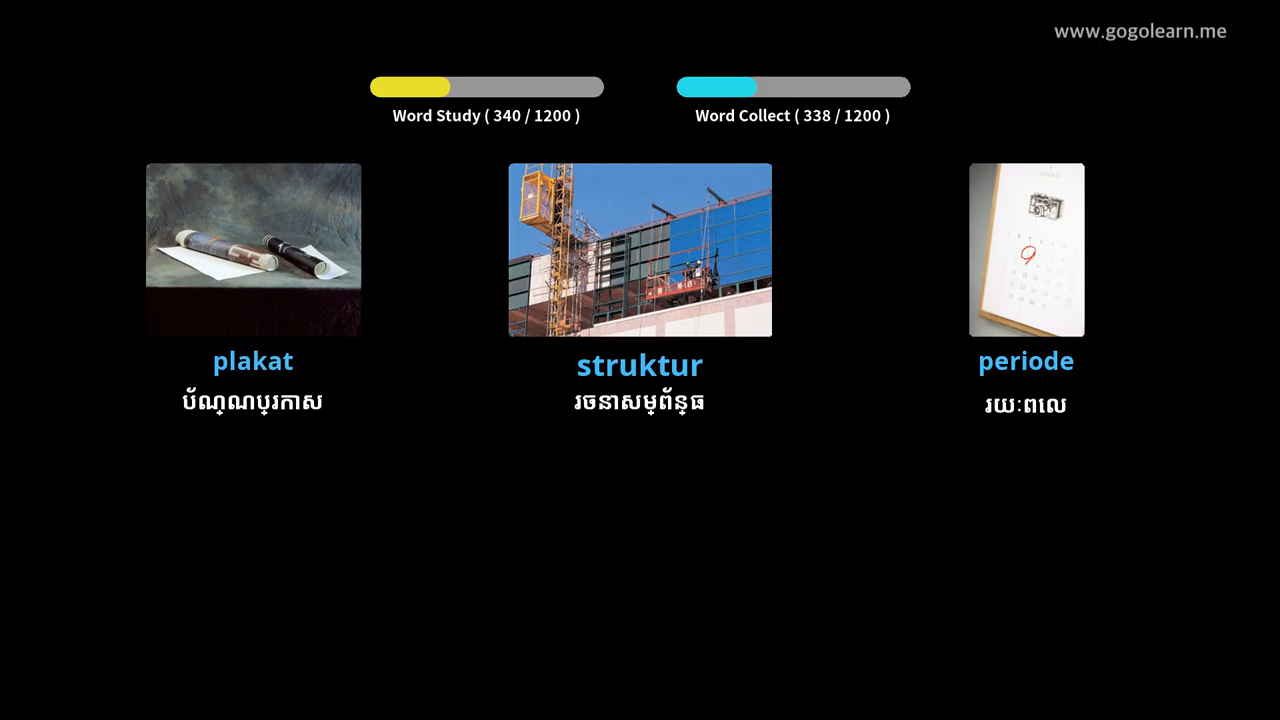 www.gogolearn.me
Word Study ( 340 / 1200 )
Word Collect ( 338 / 1200 )
plakat
struktur
periode
ប័ណ្ណប្រកាស
រចនាសម្ព័ន្ធ
រយៈពេល